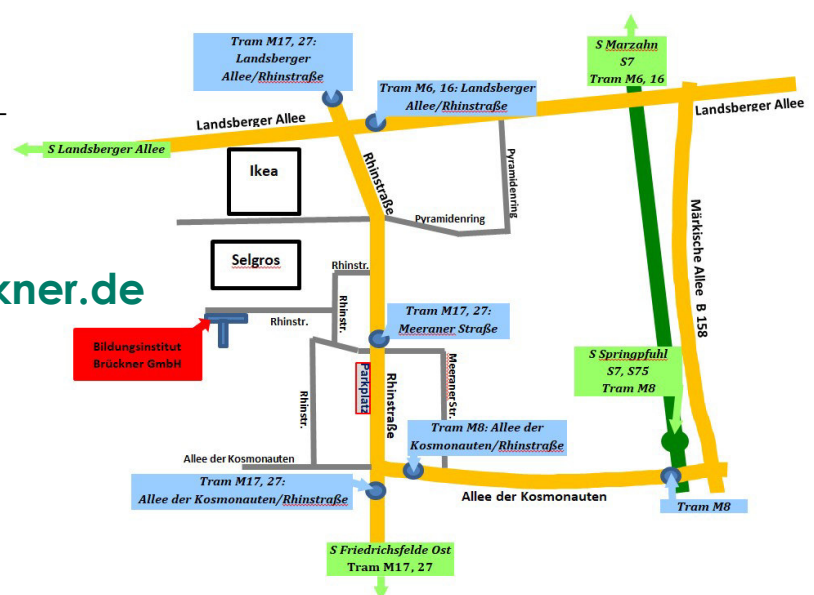 Tram M17, 27:
Landsberger
Allee/Rhinstraße
S Marzahn
S7
Tram M6, 16
Tram M6, 16: Landsberger
Allee/Rhinstraße
Landsberger Allee
Landsberger Allee
S Landsberger Allee
Ikea
Rhinstraße
Pyramidenring
Pyramidenring
Märkische Allee B 158
Selgros
Rhinstr.
kner.de
Rhinstr.
Rhinstr.
Tram M17, 27:
Meeraner Straße
Bildungsinstitut
Brückner GmbH
S Springpfuhl
S7, S75
Tram M8
Parkplatz
Rhinstraße
Meeraner Str.
Rhinstr.
Tram M8: Allee der
Kosmonauten/Rhinstraße
Allee der Kosmonauten
Tram M17, 27:
Allee der Kosmonauten/Rhinstraße
Allee der Kosmonauten
Tram M8
S Friedrichsfelde Ost
Tram M17, 27